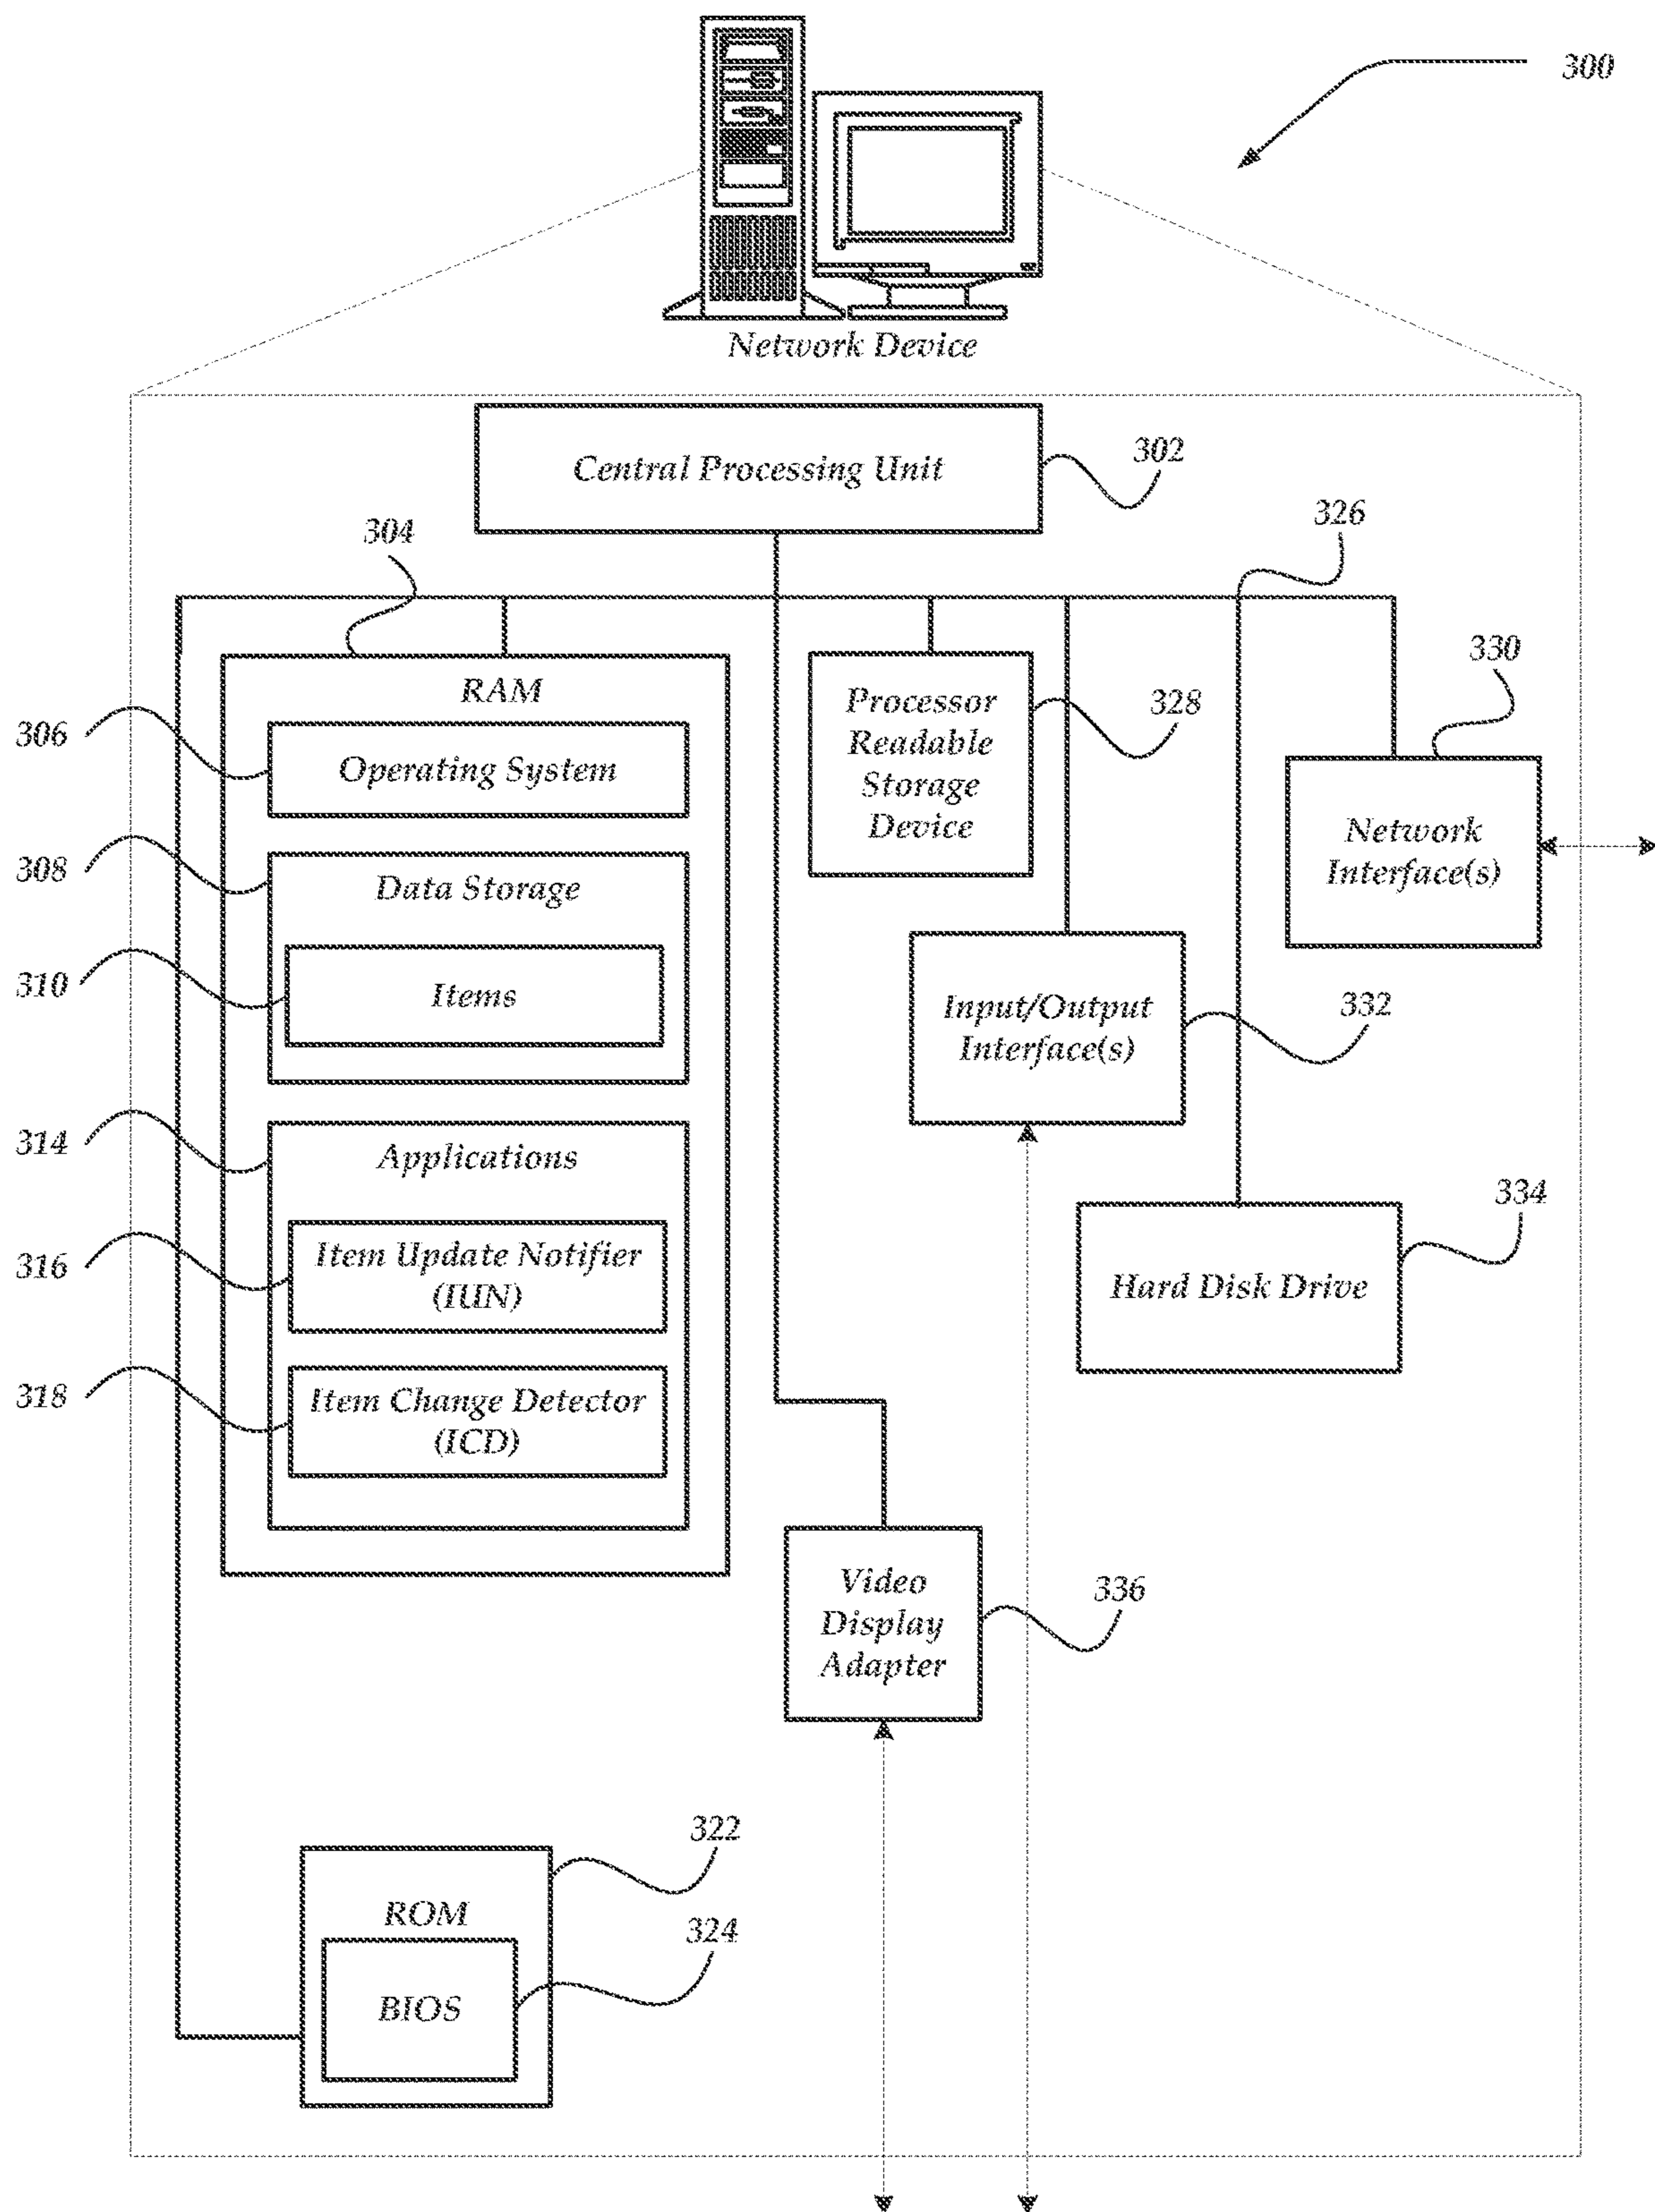 300
Network Device
Central Processing Unit
302
304
326
RAM
306
Operating System
308
Data Storage
310
Items
314
Applications
316
Item Update Notifier
(IUN)
318
Item Change Detector
(ICD)
Processor
Readable
Storage
Device
328
330
Network
Interface(s)
Input/Output
Interface(s)
332
334
Hard Disk Drive
Video
Display
Adapter
336
322
ROM
324
BIOS